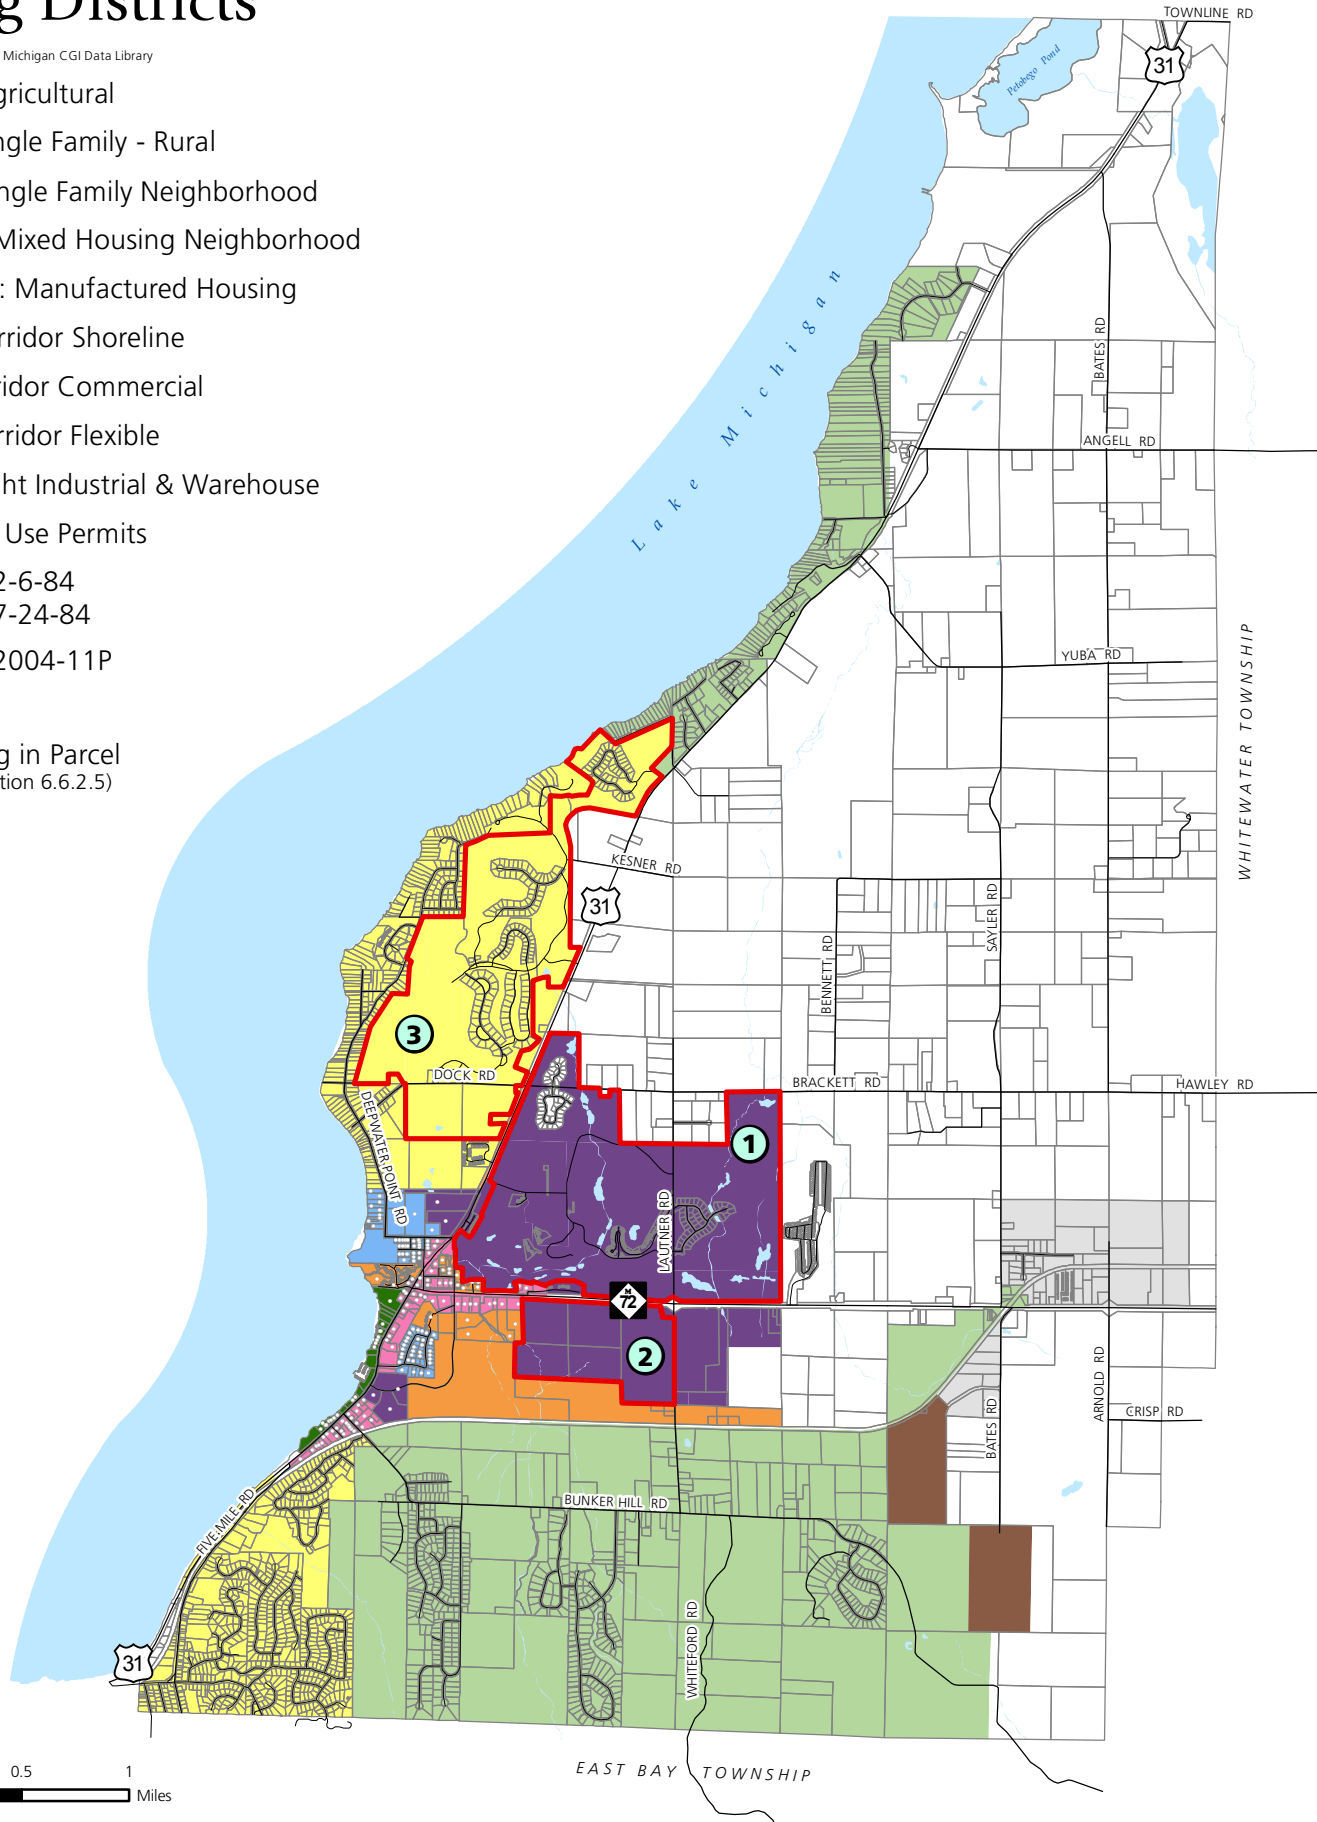 g Districts
Michigan CGI Data Library
gricultural
ngle Family - Rural
ngle Family Neighborhood
Mixed Housing Neighborhood
: Manufactured Housing
rridor Shoreline
ridor Commercial
rridor Flexible
ht Industrial & Warehouse
Use Permits
2-6-84
7-24-84
2004-11P
g in Parcel
tion 6.6.2.5)
TOWNLINE RD
31
Petobego Pond
Lake Michigan
BATES RD
ANGELL RD
YUBA RD
WHITEWATER TOWNSHIP
KESNER RD
31
SAYLER RD
BENNETT RD
3
DOCK RD
BRACKETT RD
HAWLEY RD
DEEPWATER POINT RD
1
LAUTNER RD
M
72
2
BATES RD
ARNOLD RD
CRISP RD
BUNKER HILL RD
FIVE MILE RD
WHITEFORD RD
31
EAST BAY TOWNSHIP
0.5
1
Miles